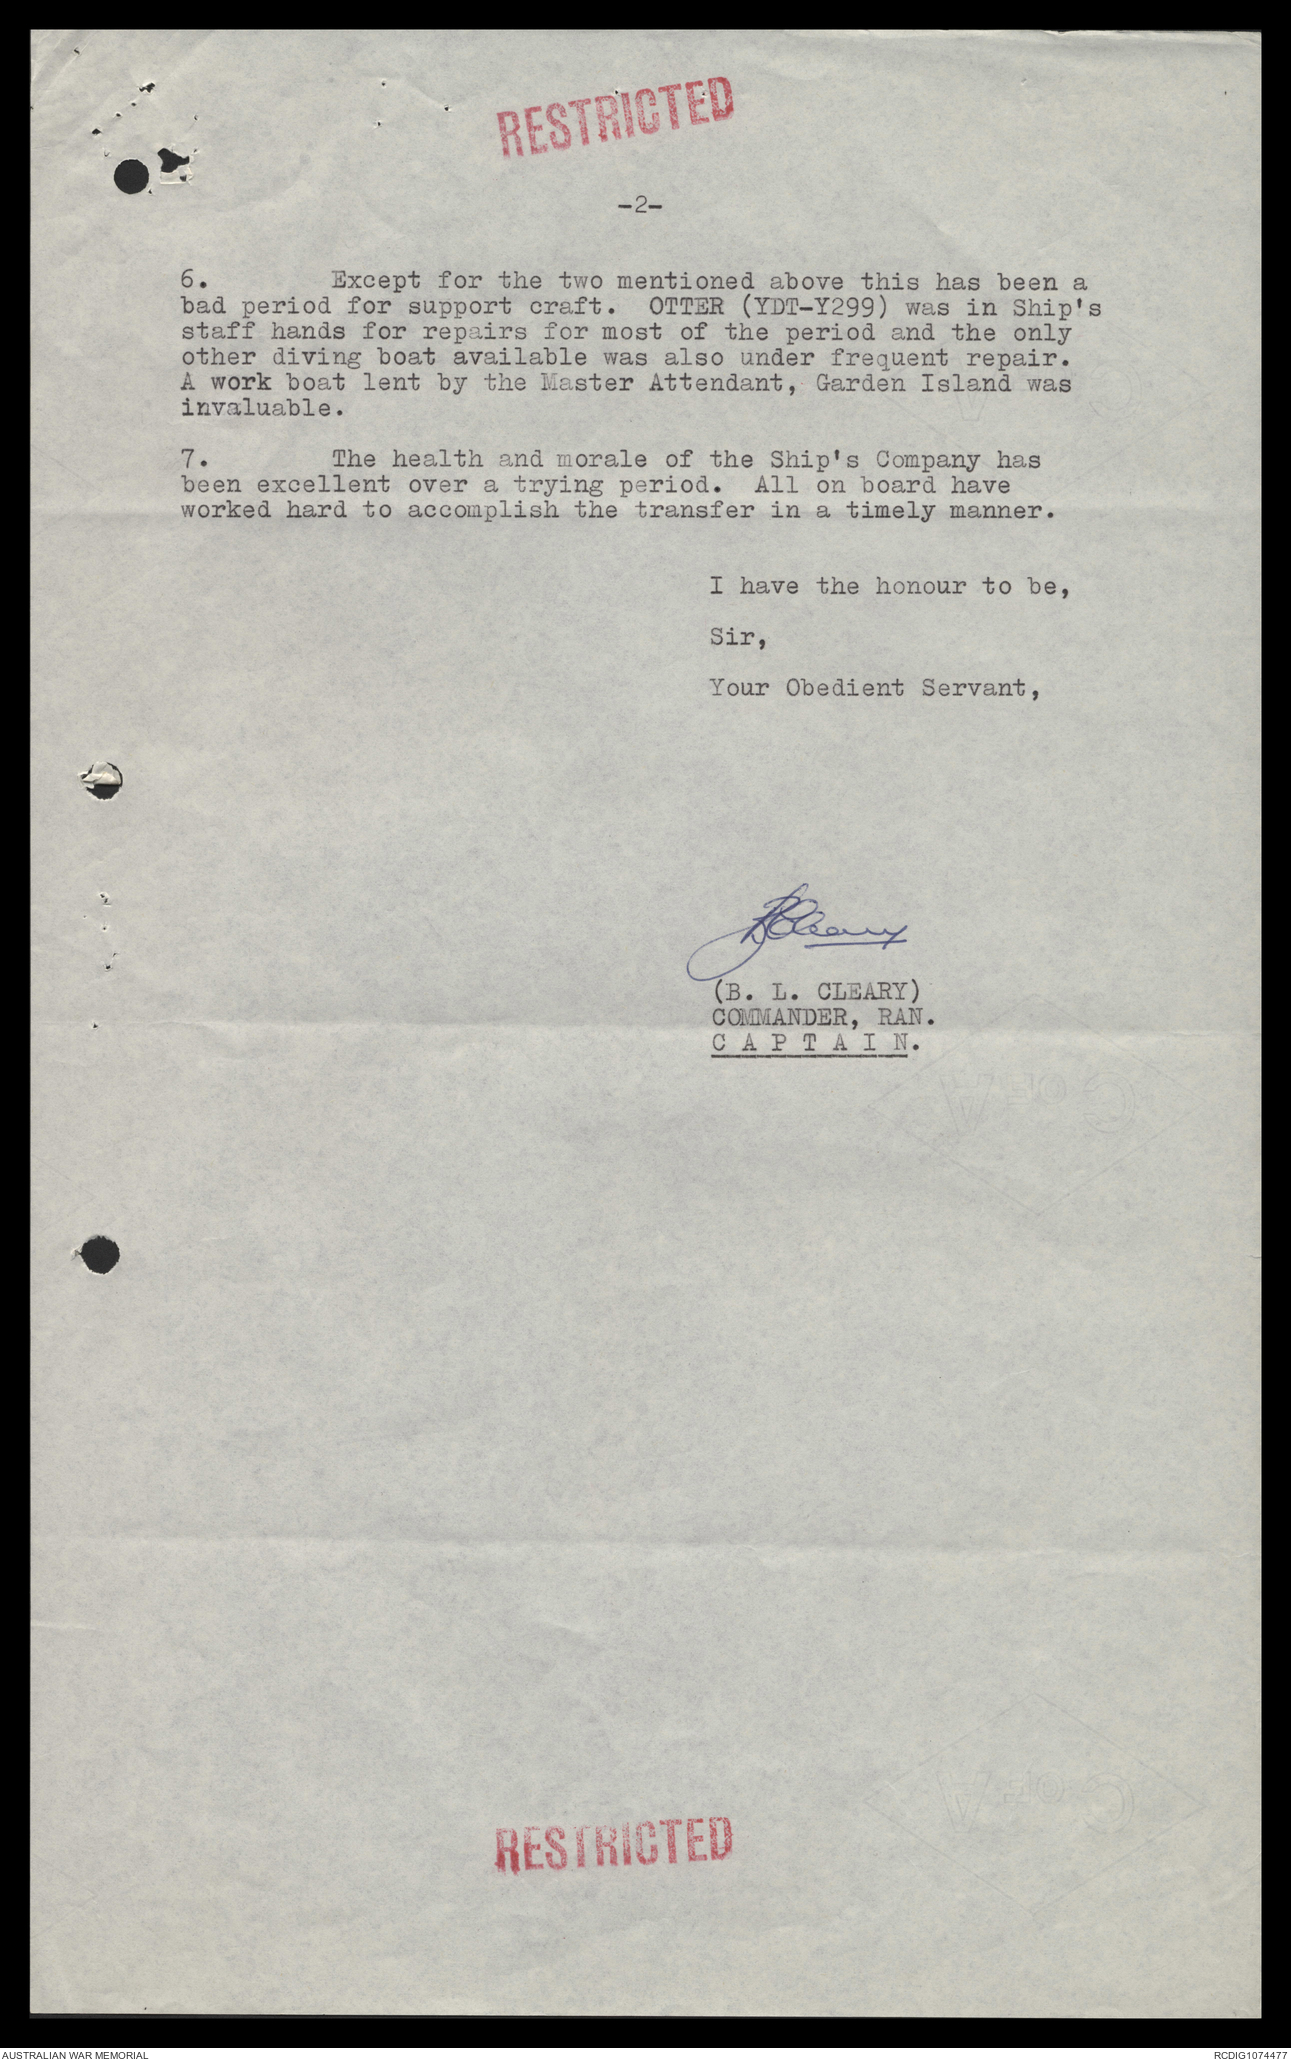 RESTRICTED
-2-
6. Except for the two mentioned above this has been a
bad period for support craft. OTTER (YDT-Y299) was in Ship's
staff hands for repairs for most of the period and the only
other diving boat available was also under frequent repair.
A work boat lent by the Master Attendant, Garden Island was
invaluable.
7. The health and morale of the Ship's Company has
been excellent over a trying period. All on board have
worked hard to accomplish the transfer in a timely manner.
I have the honour to be,
Sir,
Your Obedient Servant,
BLCleary
(B. L. CLEARY)
COMMANDER, RAN.
C A P T A I N.
C OF A
C OF A
RESTRICTED
AUSTRALIAN WAR MEMORIAL
RCDIG1074477